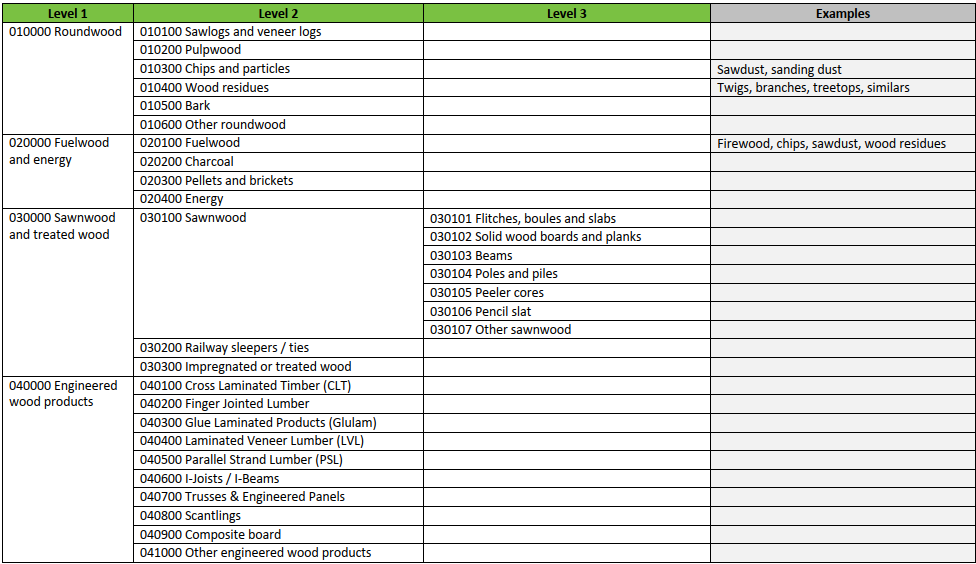 Level 1 Level 2 Level 3 Examples
010000 Roundwood 010100 Sawlogs and veneer logs
010200 Pulpwood
010300 Chips and particles Sawdust, sanding dust
010400 Wood residues Twigs, branches, treetops, similars
010500 Bark
010600 Other roundwood
020000 Fuelwood and energy 020100 Fuelwood Firewood, chips, sawdust, wood residues
020200 Charcoal
020300 Pellets and brickets
020400 Energy
030000 Sawnwood and treated wood 030100 Sawnwood 030101 Flitches, boules and slabs
030102 Solid wood boards and planks
030103 Beams
030104 Poles and piles
030105 Peeler cores
030106 Pencil slat
030107 Other sawnwood
030200 Railway sleepers / ties
030300 Impregnated or treated wood
040000 Engineered wood products 040100 Cross Laminated Timber (CLT)
040200 Finger Jointed Lumber
040300 Glue Laminated Products (Glulam)
040400 Laminated Veneer Lumber (LVL)
040500 Parallel Strand Lumber (PSL)
040600 I-Joists / I-Beams
040700 Trusses & Engineered Panels
040800 Scantlings
040900 Composite board
041000 Other engineered wood products